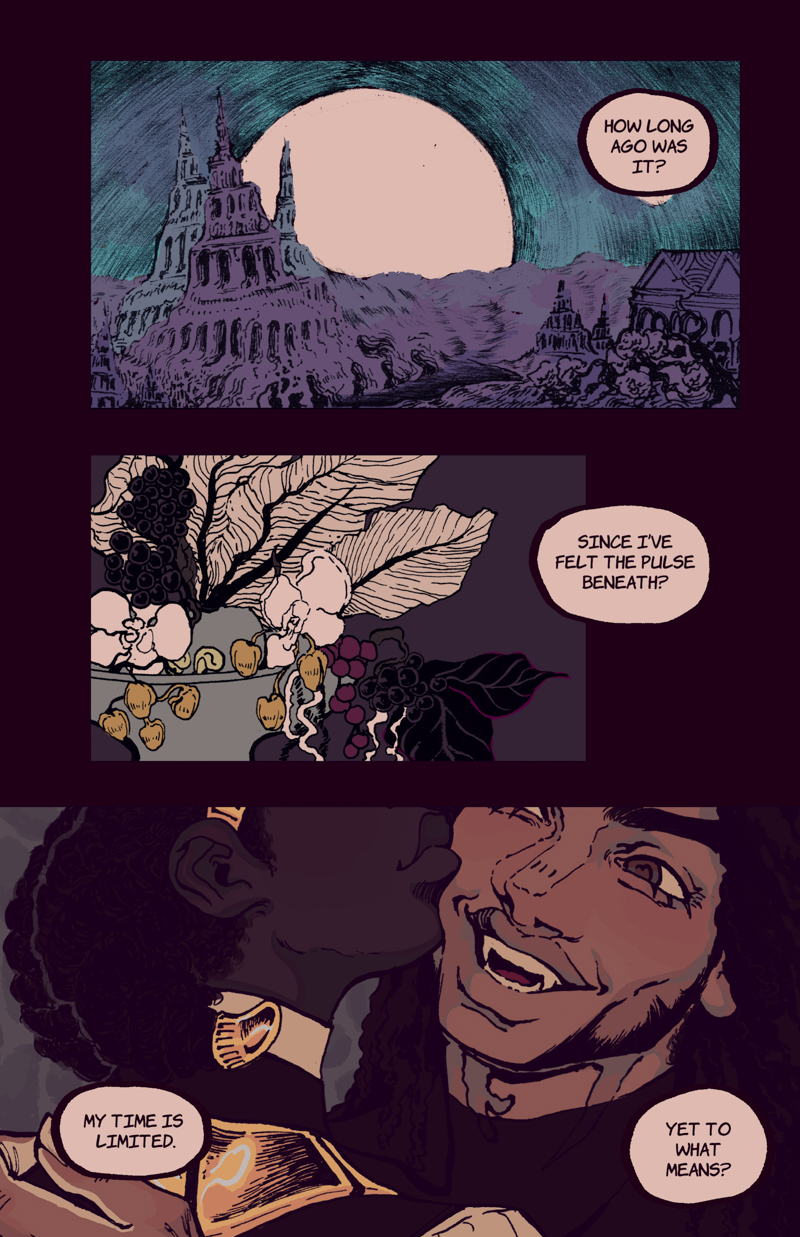 HOW LONG
AGO WAS
IT?
SINCE I'VE
FELT THE PULSE
BENEATH?
MY TIME IS
LIMITED.
YET TO
WHAT
MEANS?